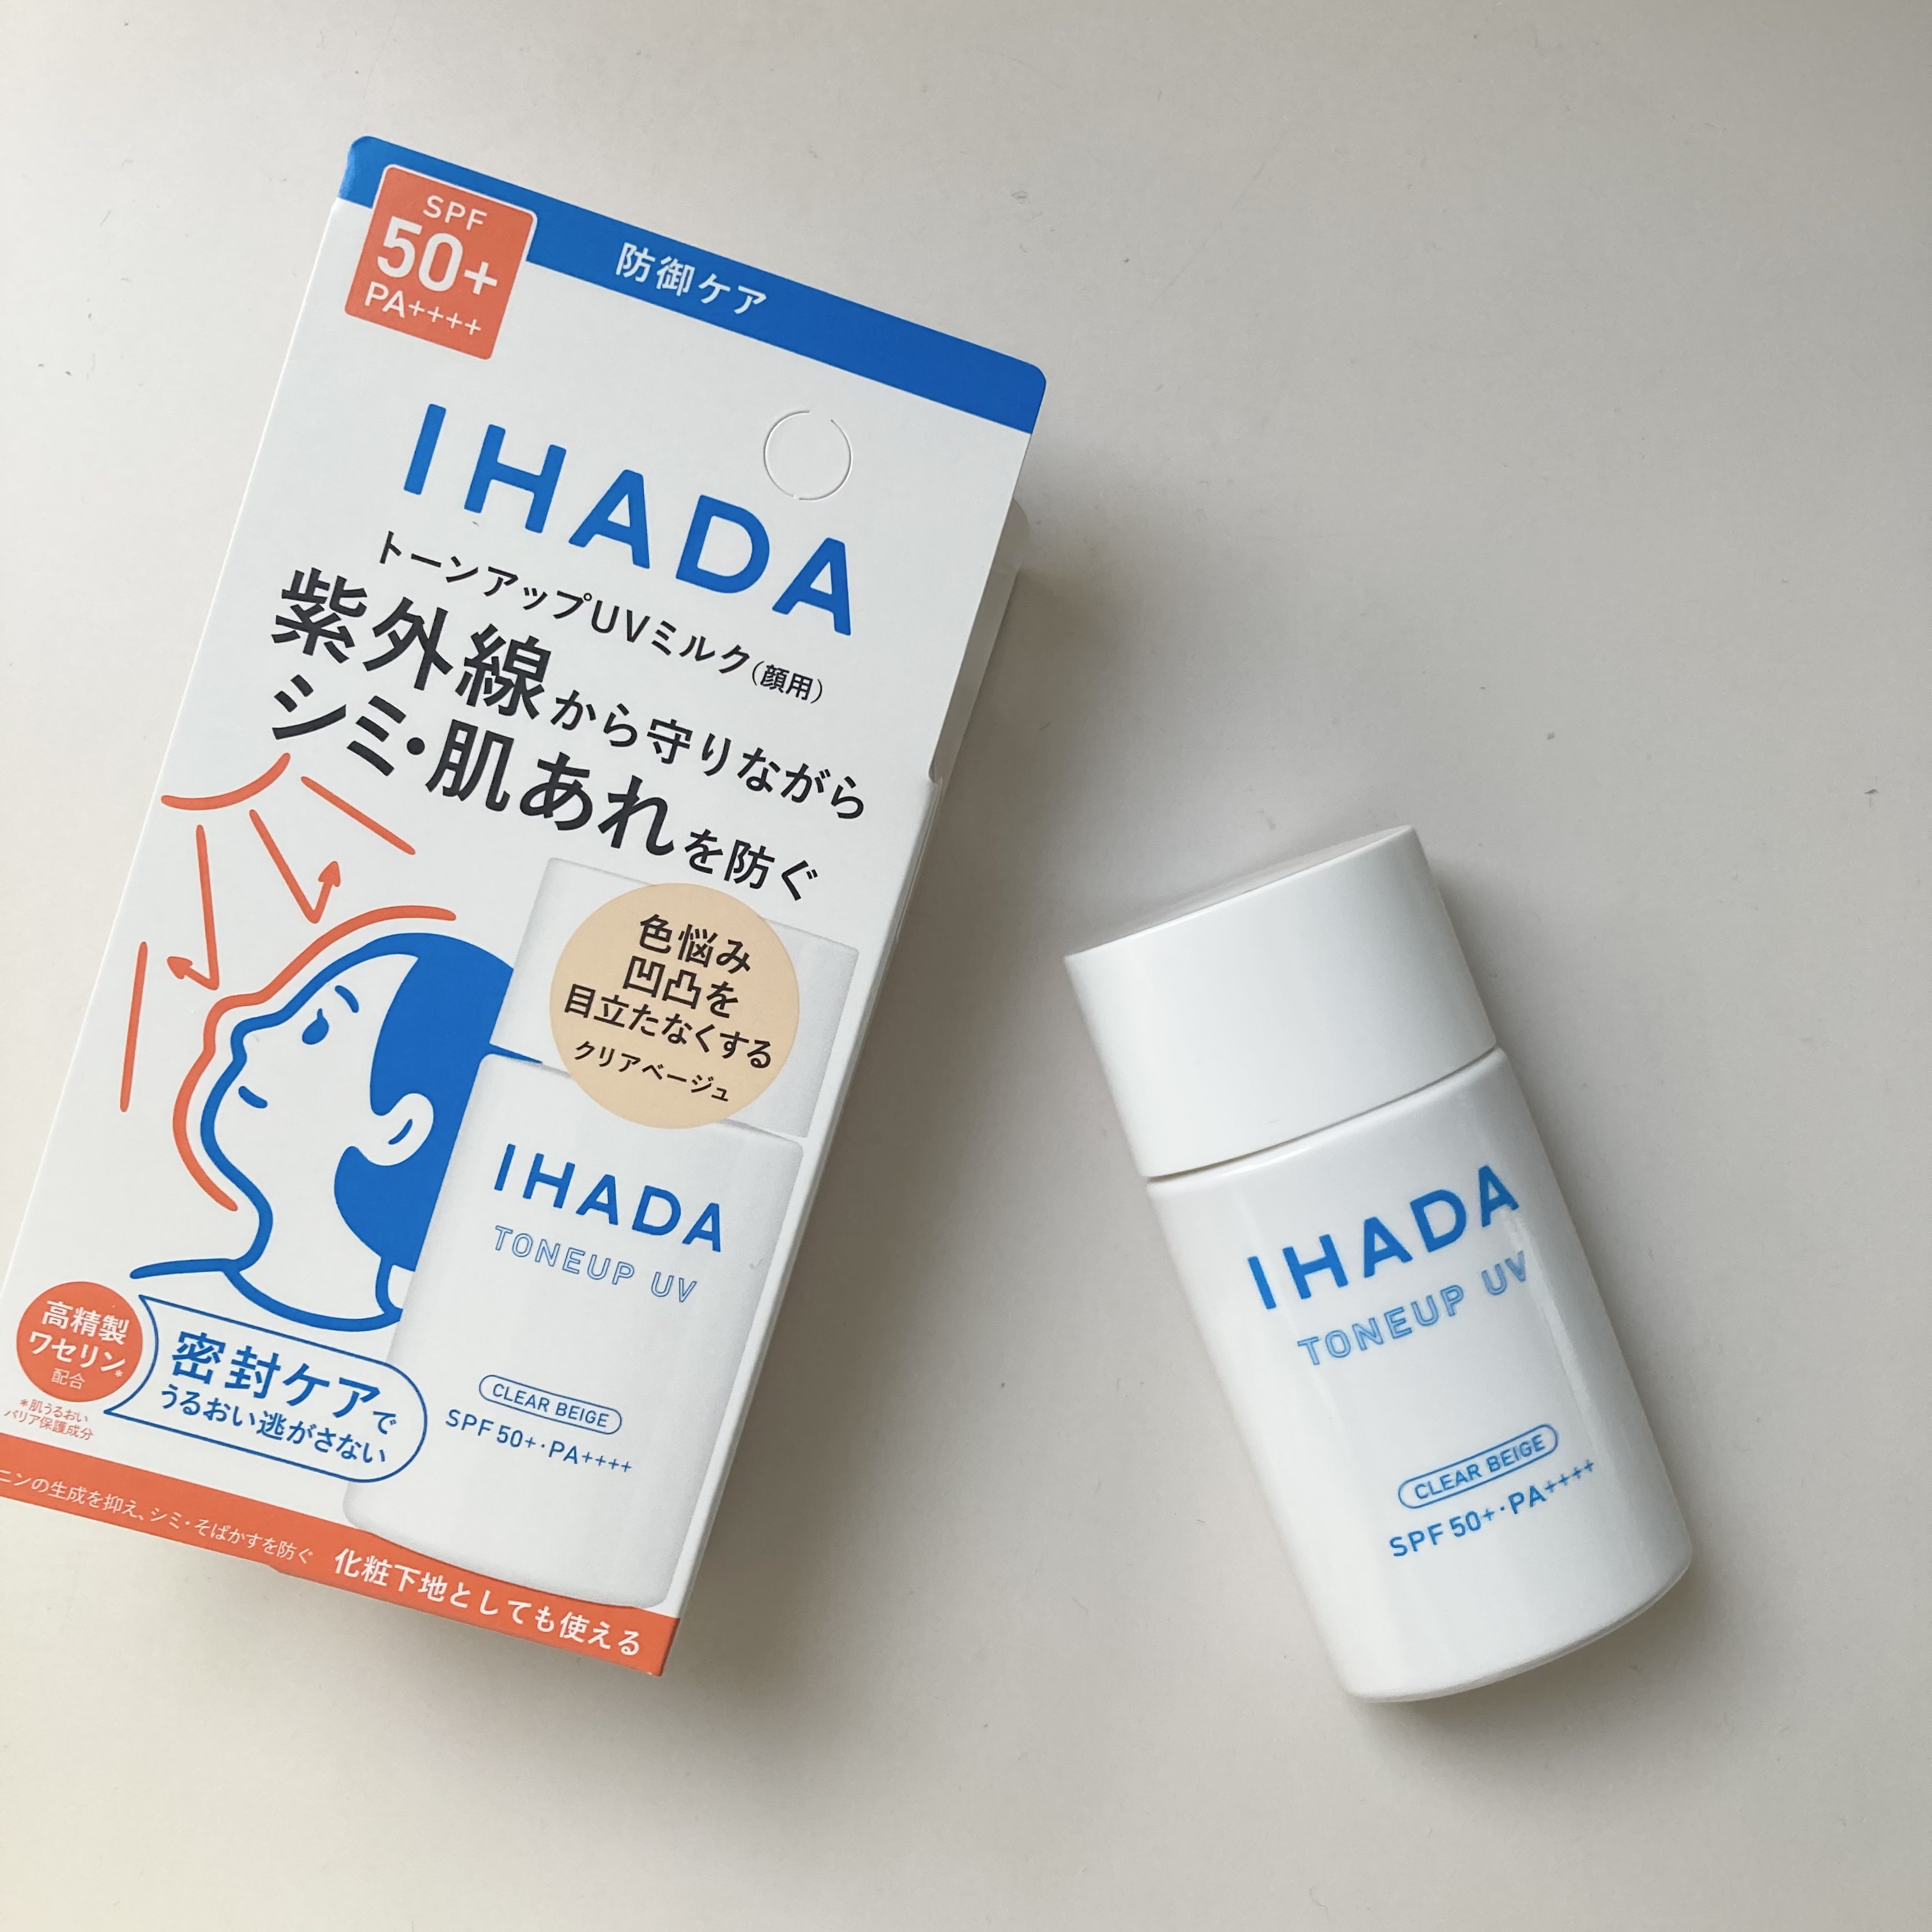 SPF
50+
PA++++
防御ケア
IHADA
トーンアップUVミルク(顔用)
紫外線から守りながら
シミ・肌あれを防ぐ
色悩み
凹凸を
目立たなくする
クリアベージュ
IHADA
TONEUP UV
CLEAR BEIGE
SPF 50+・PA++++
高精製
ワセリン*
配合
*肌うるおい
バリア保護成分
密封ケアで
うるおい逃がさない
ニンの生成を抑え、シミ・そばかすを防ぐ
化粧下地としても使える
IHADA
TONEUP UV
CLEAR BEIGE
SPF 50+・PA++++